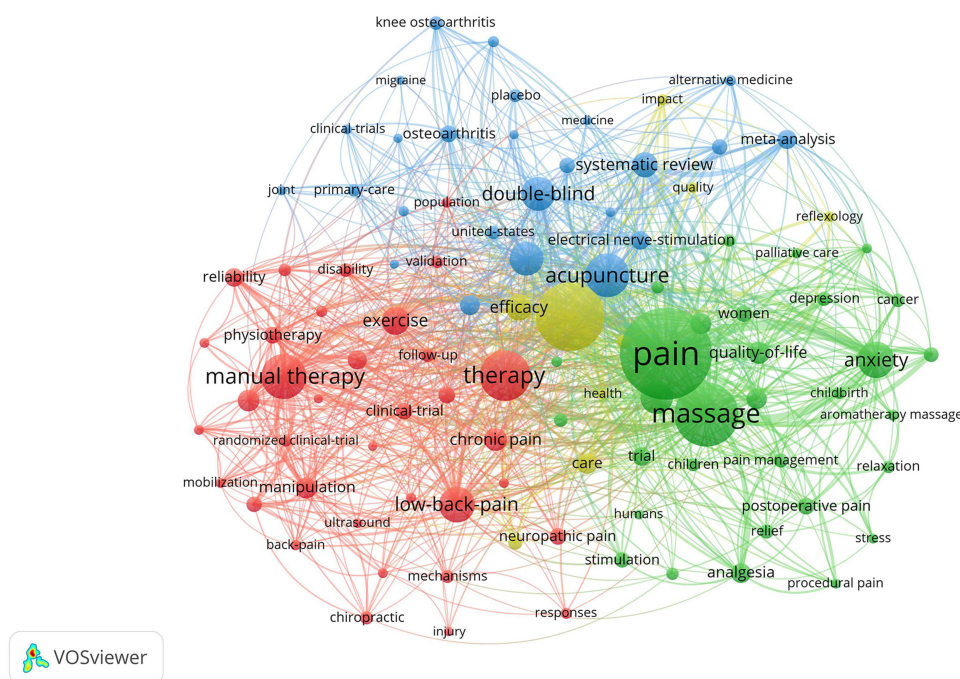 knee osteoarthritis
migraine
alternative medicine
placebo
impact
medicine
clinical-trials
osteoarthritis
meta-analysis
systematic review
joint
primary-care
double-blind
quality
population
reflexology
united-states
electrical nerve-stimulation
palliative care
validation
reliability
disability
acupuncture
depression
cancer
efficacy
women
exercise
physiotherapy
follow-up
pain
quality-of-life
anxiety
manual therapy
therapy
health
childbirth
clinical-trial
massage
aromatherapy massage
randomized clinical-trial
chronic pain
care
trial
children
pain management
relaxation
mobilization
manipulation
low-back-pain
postoperative pain
humans
ultrasound
neuropathic pain
relief
stress
back-pain
stimulation
analgesia
mechanisms
procedural pain
chiropractic
responses
injury
VOSviewer